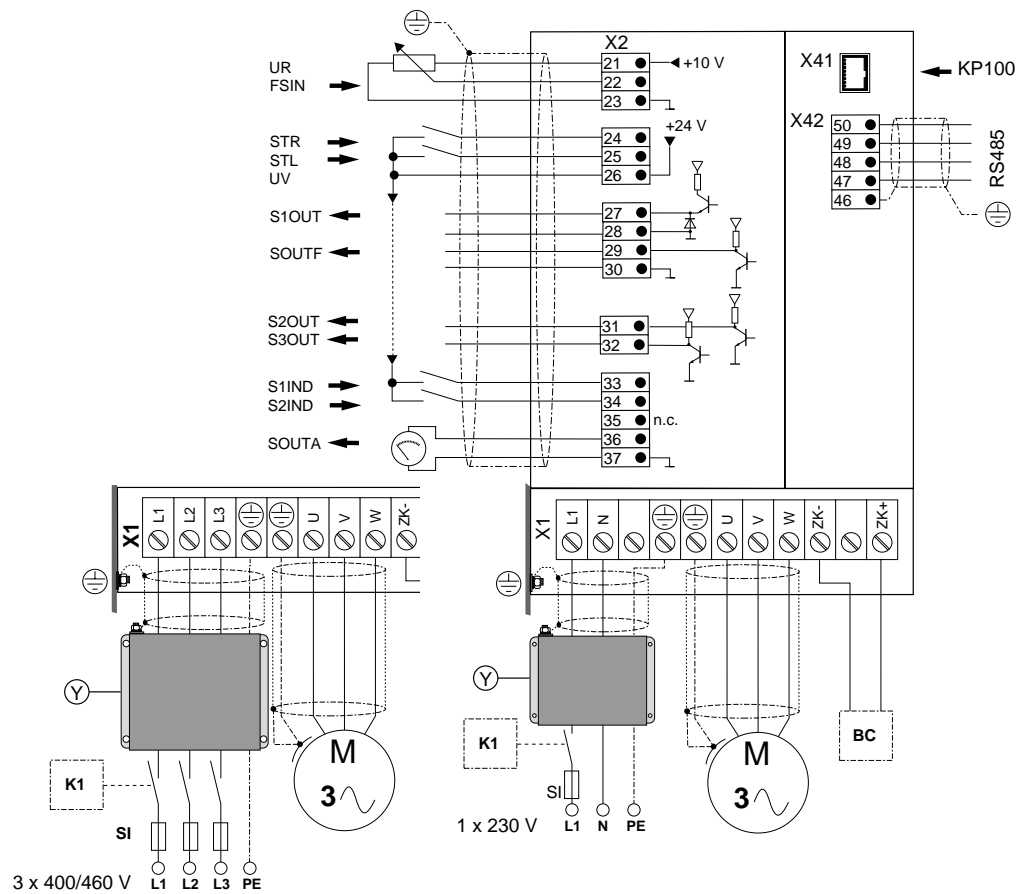 X2
UR
FSIN
21
+10 V
22
23
X41
KP100
STR
STL
UV
24
25
26
+24 V
X42
50
49
48
47
46
RS485
S1OUT
SOUTF
27
28
29
30
S2OUT
S3OUT
31
32
S1IND
S2IND
SOUTA
33
34
35
n.c.
36
37
X1
L1
L2
L3
U
V
W
ZK-
X1
L1
N
U
V
W
ZK-
ZK+
Y
K1
SI
M
3
3 x 400/460 V
L1
L2
L3
PE
Y
K1
SI
M
3
BC
1 x 230 V
L1
N
PE